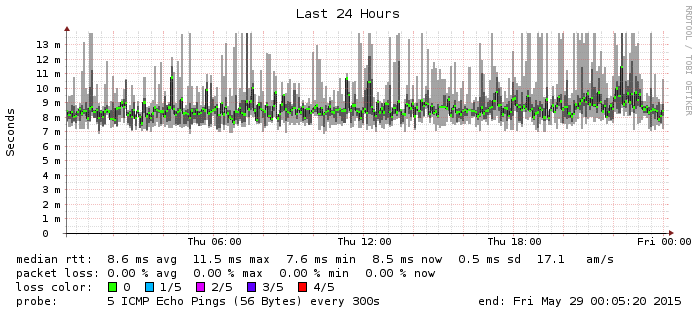 Last 24 Hours
RRDTOOL / TOBI OETIKER
Seconds
13 m
12 m
11 m
10 m
9 m
8 m
7 m
6 m
5 m
4 m
3 m
2 m
1 m
0
Thu 06:00 Thu 12:00 Thu 18:00 Fri 00:00
median rtt: 8.6 ms avg 11.5 ms max 7.6 ms min 8.5 ms now 0.5 ms sd 17.1 am/s
packet loss: 0.00 % avg 0.00 % max 0.00 % min 0.00 % now
loss color: 0 1/5 2/5 3/5 4/5
probe: 5 ICMP Echo Pings (56 Bytes) every 300s end: Fri May 29 00:05:20 2015